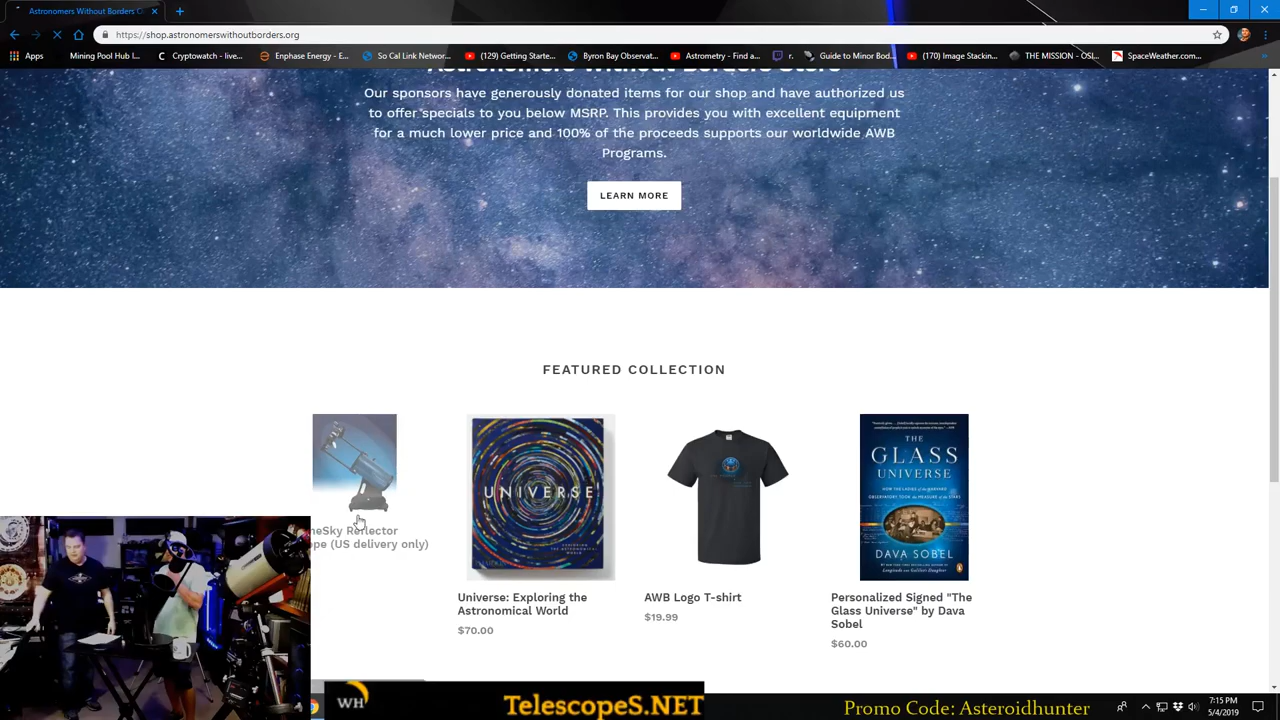 Astronomers Without Borders O
https://shop.astronomerswithoutborders.org
Apps
Mining Pool Hub I...
Cryptowatch - live...
Enphase Energy - E...
So Cal Link Networ...
(129) Getting Starte...
Byron Bay Observat...
Astrometry - Find a...
r.
Guide to Minor Bod...
(170) Image Stackin...
THE MISSION - OSI...
SpaceWeather.com...
Astronomers Without Borders Store
Our sponsors have generously donated items for our shop and have authorized us
to offer specials to you below MSRP. This provides you with excellent equipment
for a much lower price and 100% of the proceeds supports our worldwide AWB
Programs.
LEARN MORE
FEATURED COLLECTION
neSky Reflector
ope (US delivery only)
UNIVERSE
Universe: Exploring the
Astronomical World
$70.00
AWB Logo T-shirt
$19.99
THE
GLASS
UNIVERSE
HOW THE LADIES of the HARVARD
OBSERVATORY TOOK the MEASURE of the STARS
DAVA SOBEL
Personalized Signed "The
Glass Universe" by Dava
Sobel
$60.00
WH
TelescopeS.NET
Promo Code: Asteroidhunter
7:15 PM
5/4/2019